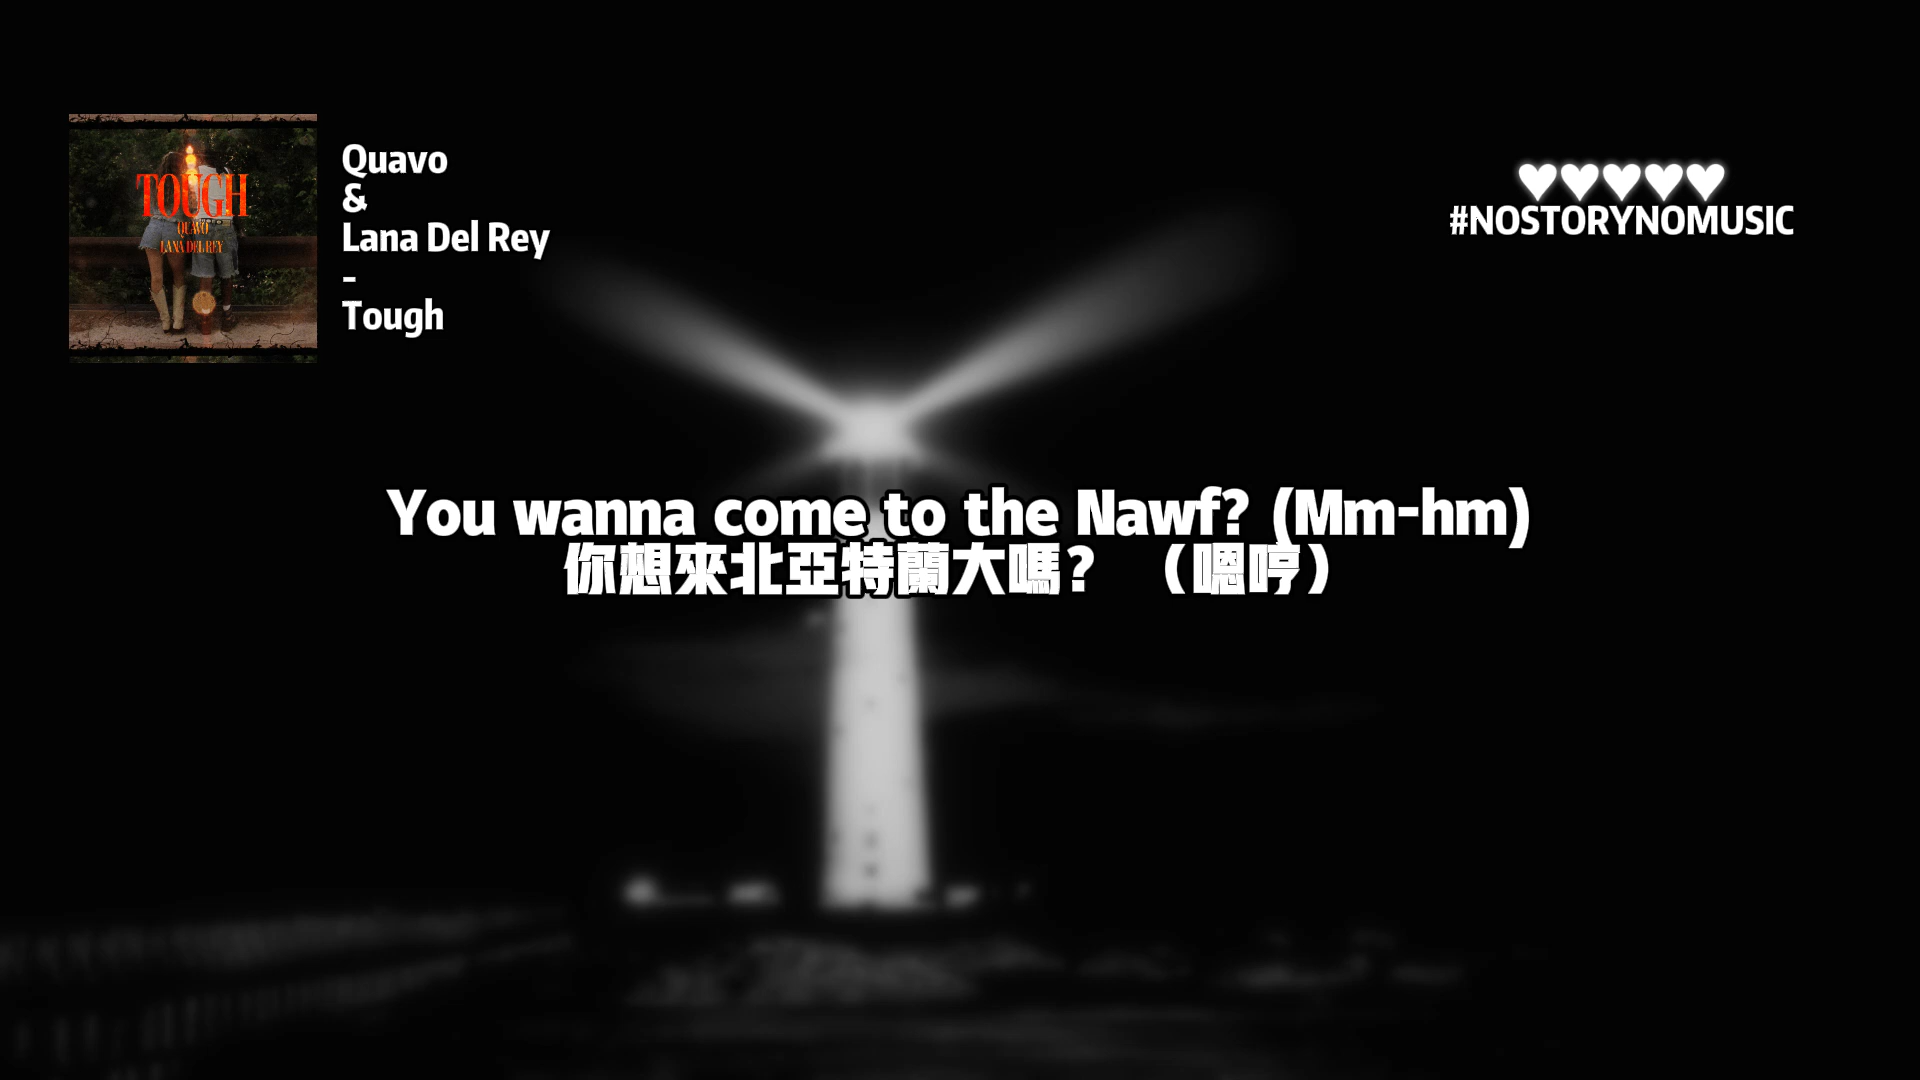 TOUGH
QUAVO
LANA DEL REY
Quavo
&
Lana Del Rey
-
Tough
♥♥♥♥♥
#NOSTORYNOMUSIC
You wanna come to the Nawf? (Mm-hm)
你想來北亞特蘭大嗎? （嗯哼）